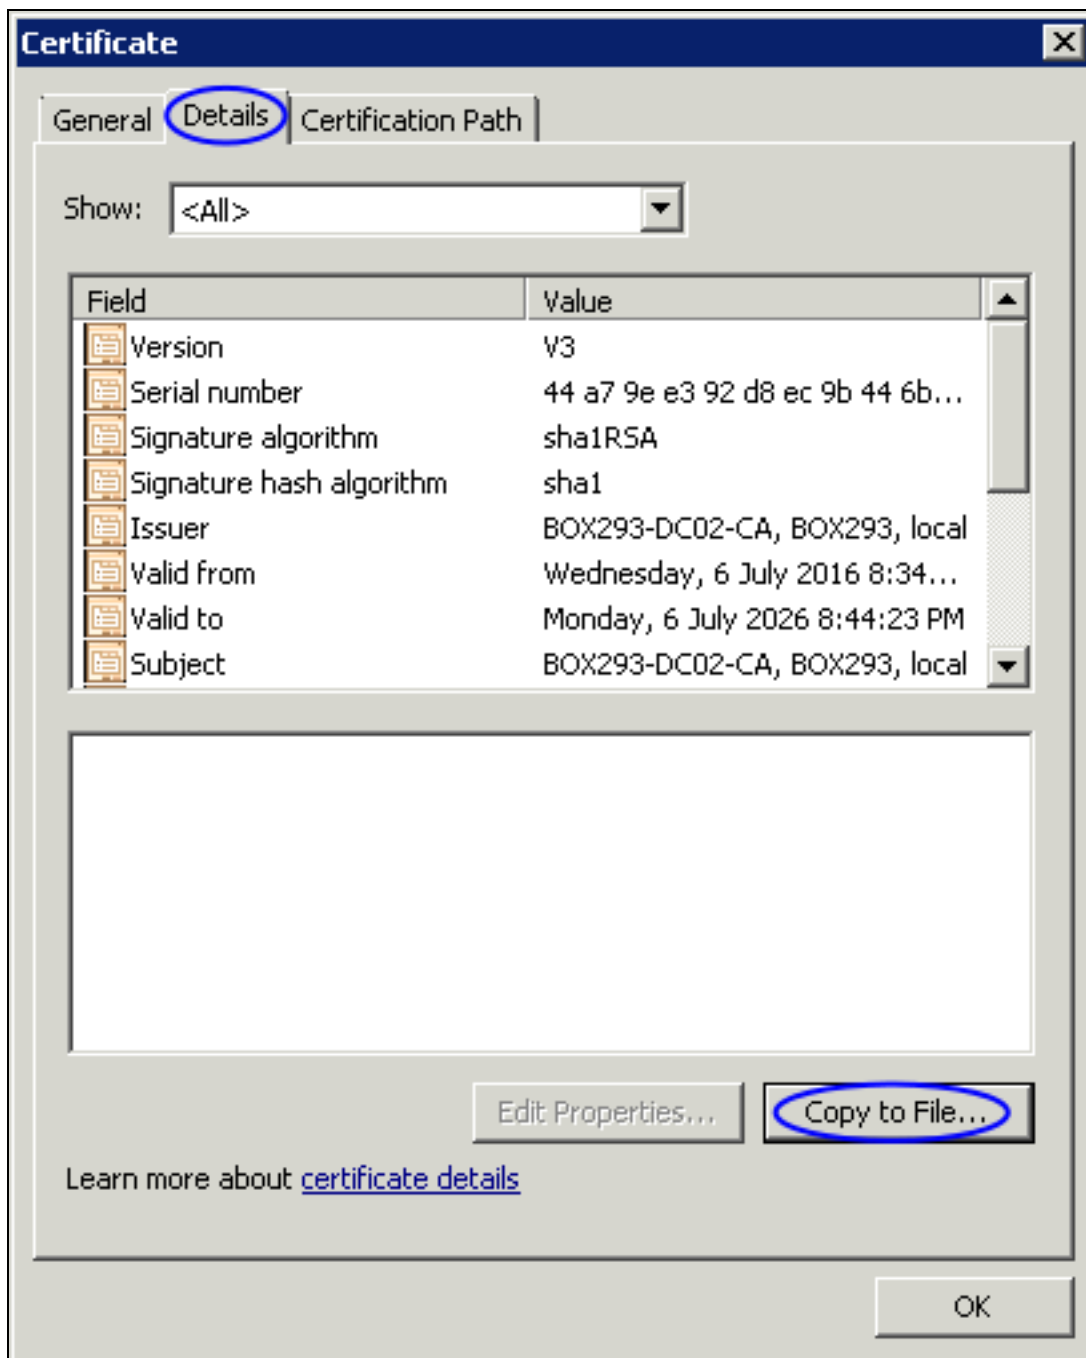 Certificate
General Details Certification Path
Show: <All>
Field Value
Version V3
Serial number 44 a7 9e e3 92 d8 ec 9b 44 6b...
Signature algorithm sha1RSA
Signature hash algorithm sha1
Issuer BOX293-DC02-CA, BOX293, local
Valid from Wednesday, 6 July 2016 8:34...
Valid to Monday, 6 July 2026 8:44:23 PM
Subject BOX293-DC02-CA, BOX293, local
Edit Properties... Copy to File...
Learn more about certificate details
OK